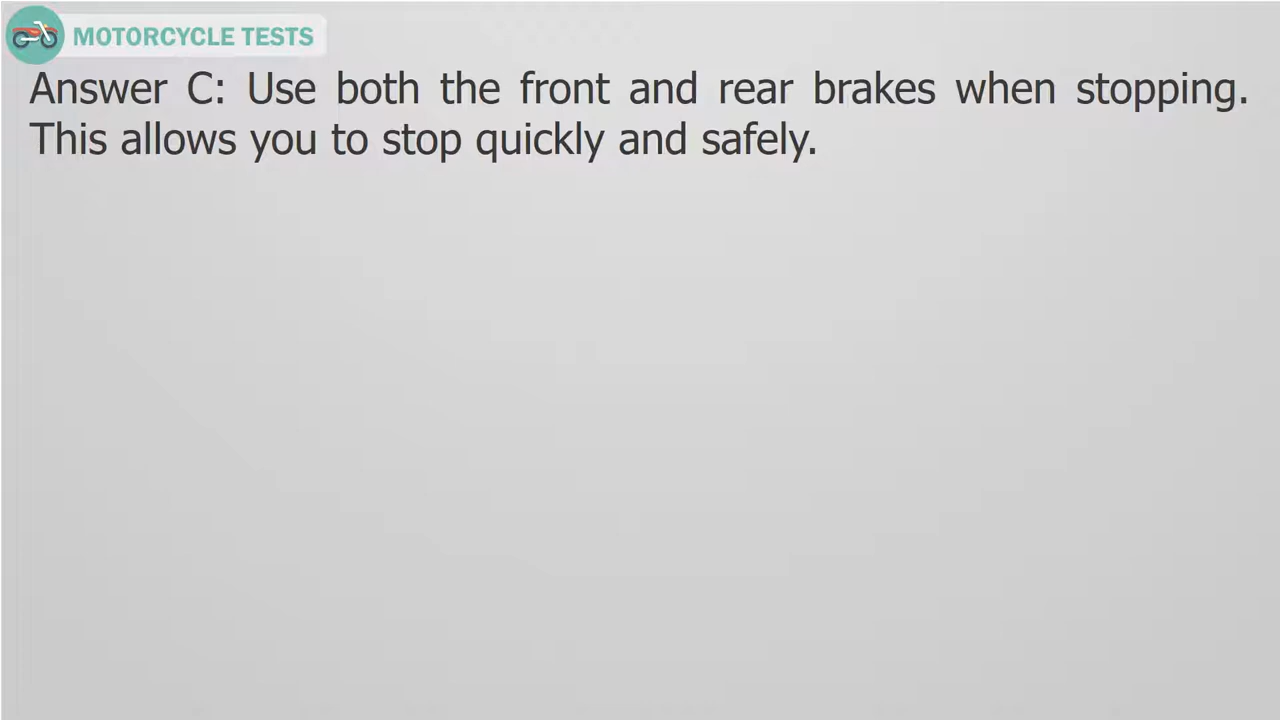 MOTORCYCLE TESTS
Answer C: Use both the front and rear brakes when stopping.
This allows you to stop quickly and safely.